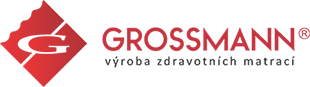 G
GROSSMANN®
výroba zdravotních matrací